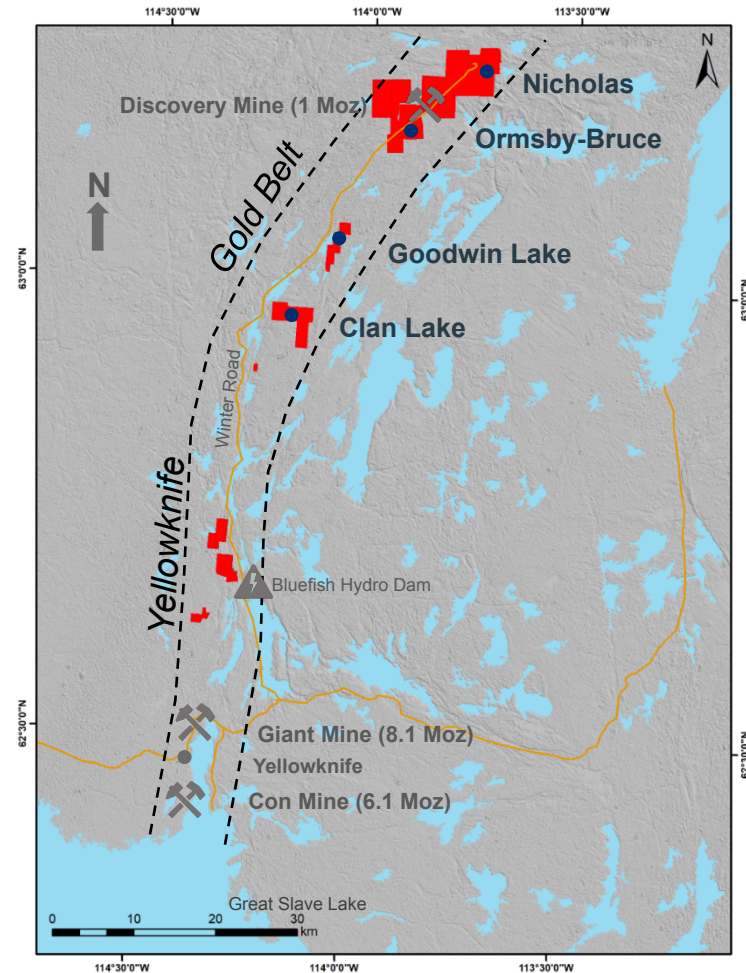 114°30'0"W 114°0'0"W 113°30'0"W
N
Nicholas
Discovery Mine (1 Moz)
Ormsby-Bruce
N
Gold Belt
Goodwin Lake
63°0'0"N
63°0'0"N
Clan Lake
Winter Road
Yellowknife
Bluefish Hydro Dam
62°30'0"N
Giant Mine (8.1 Moz)
Yellowknife
Con Mine (6.1 Moz)
Great Slave Lake
0 10 20 30
km
114°30'0"W 114°0'0"W 113°30'0"W